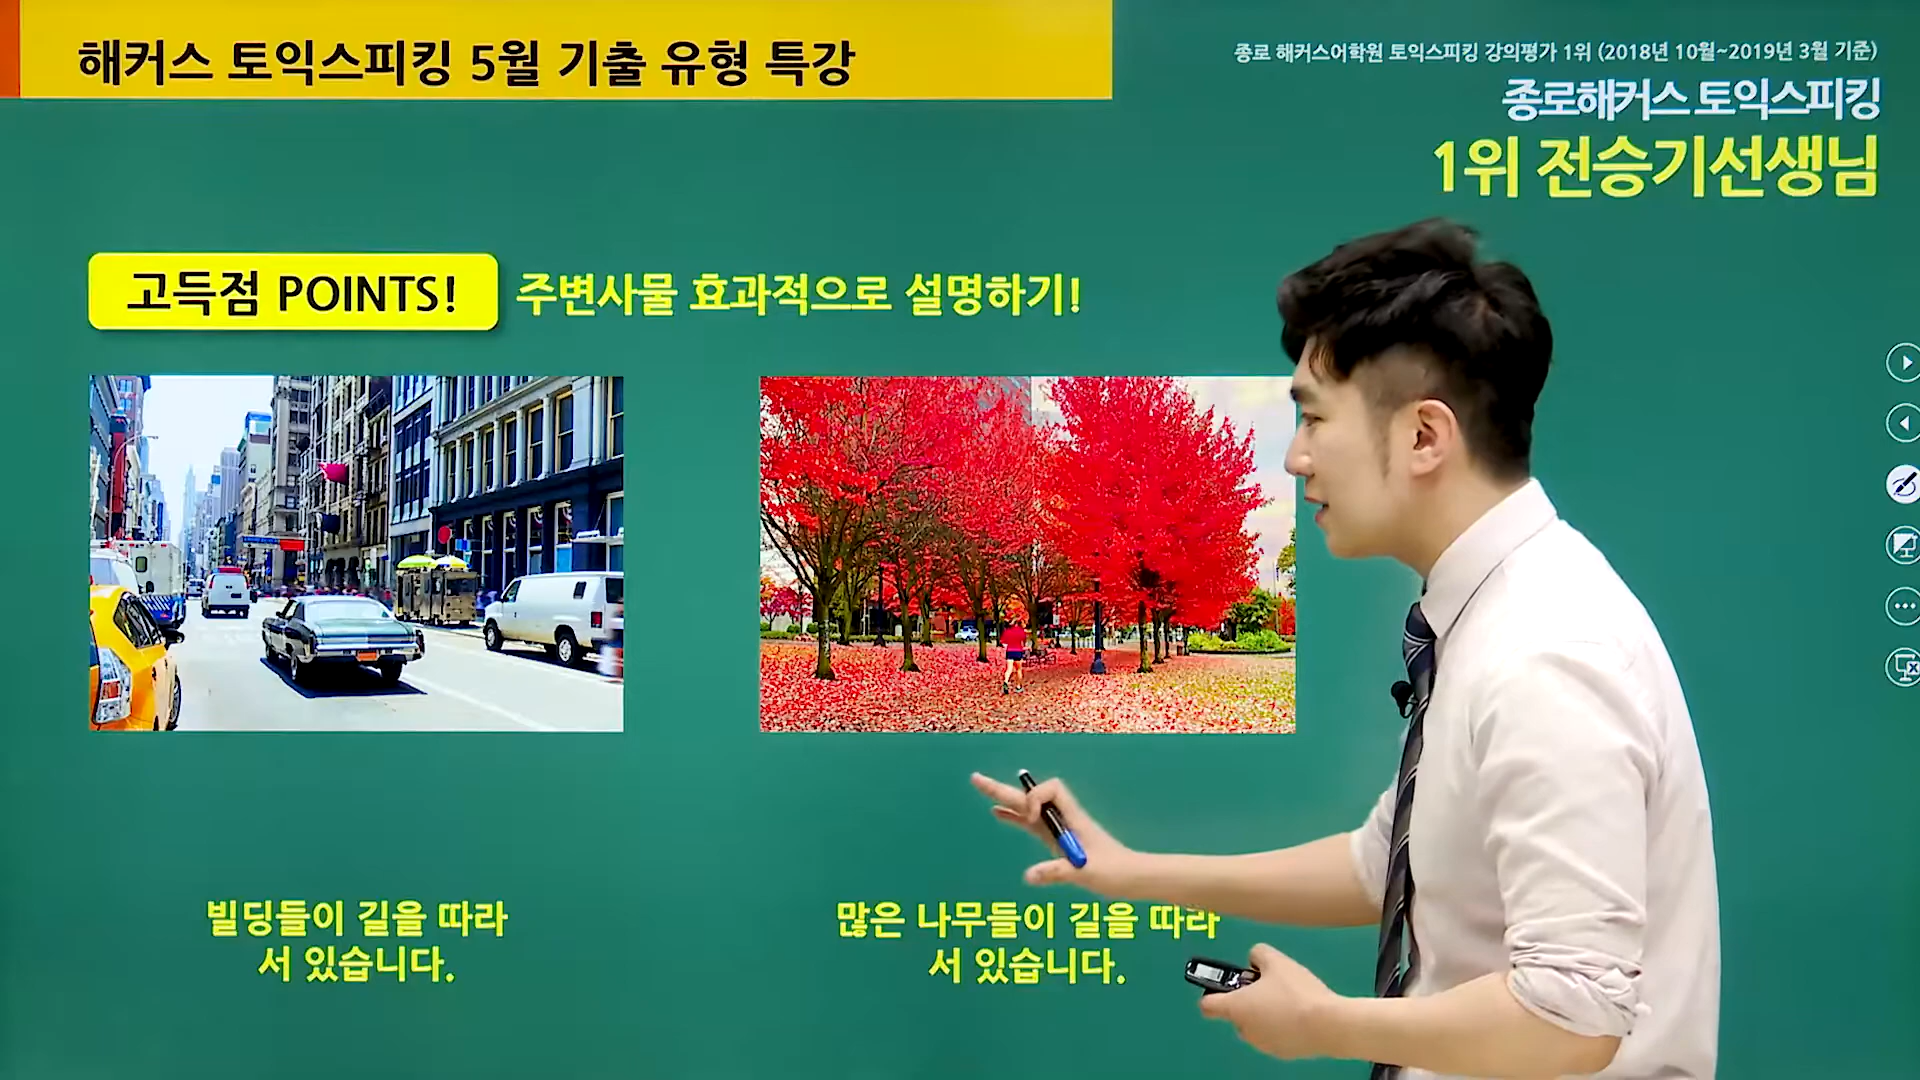 해커스 토익스피킹 5월 기출 유형 특강
종로 해커스어학원 토익스피킹 강의평가 1위 (2018년 10월~2019년 3월 기준)
종로해커스 토익스피킹
1위 전승기선생님
고득점 POINTS!
주변사물 효과적으로 설명하기!
빌딩들이 길을 따라
서 있습니다.
많은 나무들이 길을 따라
서 있습니다.